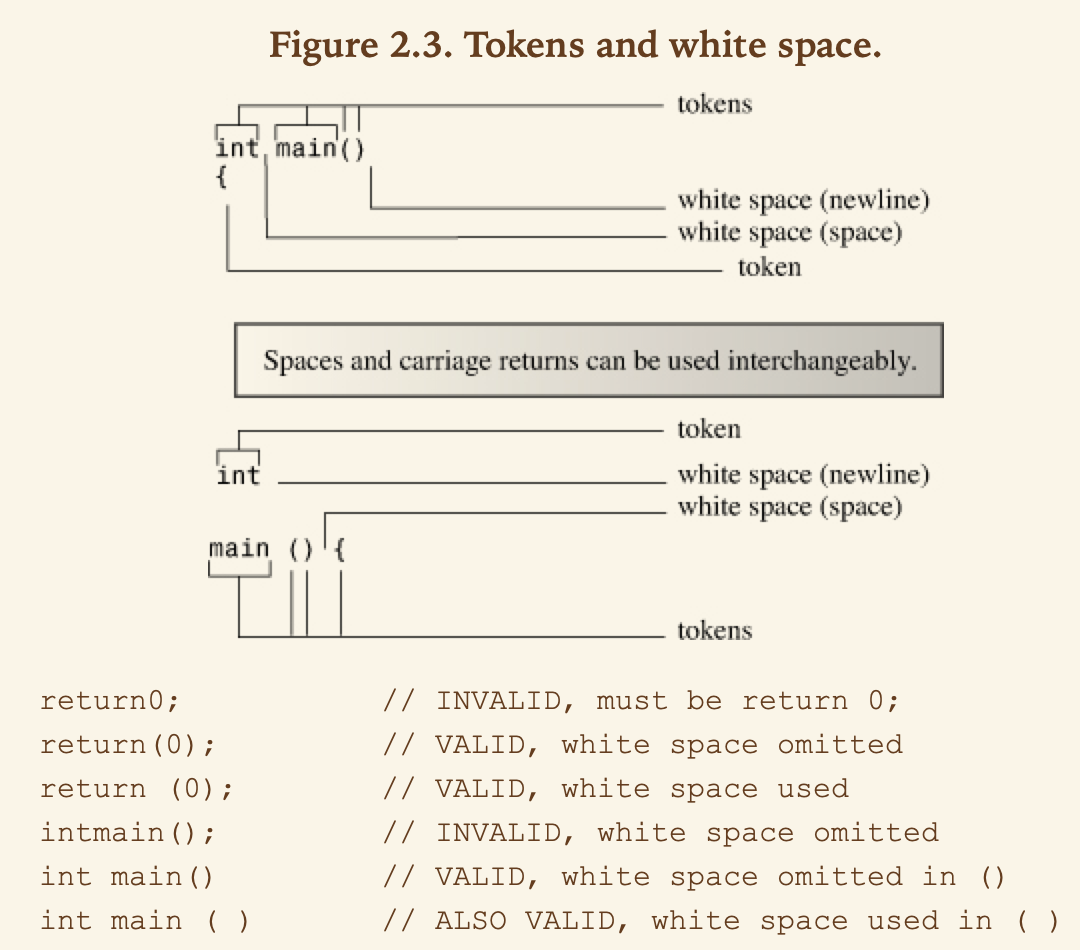 Figure 2.3. Tokens and white space.
tokens
int main()
{
white space (newline)
white space (space)
token
Spaces and carriage returns can be used interchangeably.
token
int
white space (newline)
white space (space)
main () {
tokens
return0; // INVALID, must be return 0;
return(0); // VALID, white space omitted
return (0); // VALID, white space used
intmain(); // INVALID, white space omitted
int main() // VALID, white space omitted in ()
int main ( ) // ALSO VALID, white space used in ( )